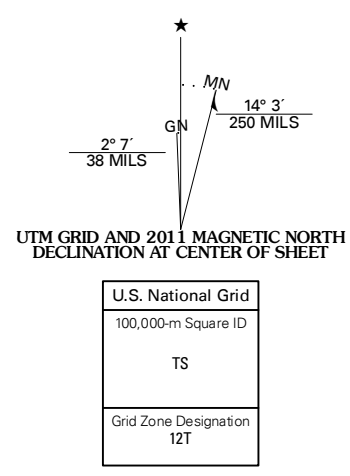 ★
MN
GN
14° 3´
250 MILS
2° 7´
38 MILS
UTM GRID AND 2011 MAGNETIC NORTH
DECLINATION AT CENTER OF SHEET
U.S. National Grid
100,000-m Square ID
TS
Grid Zone Designation
12T